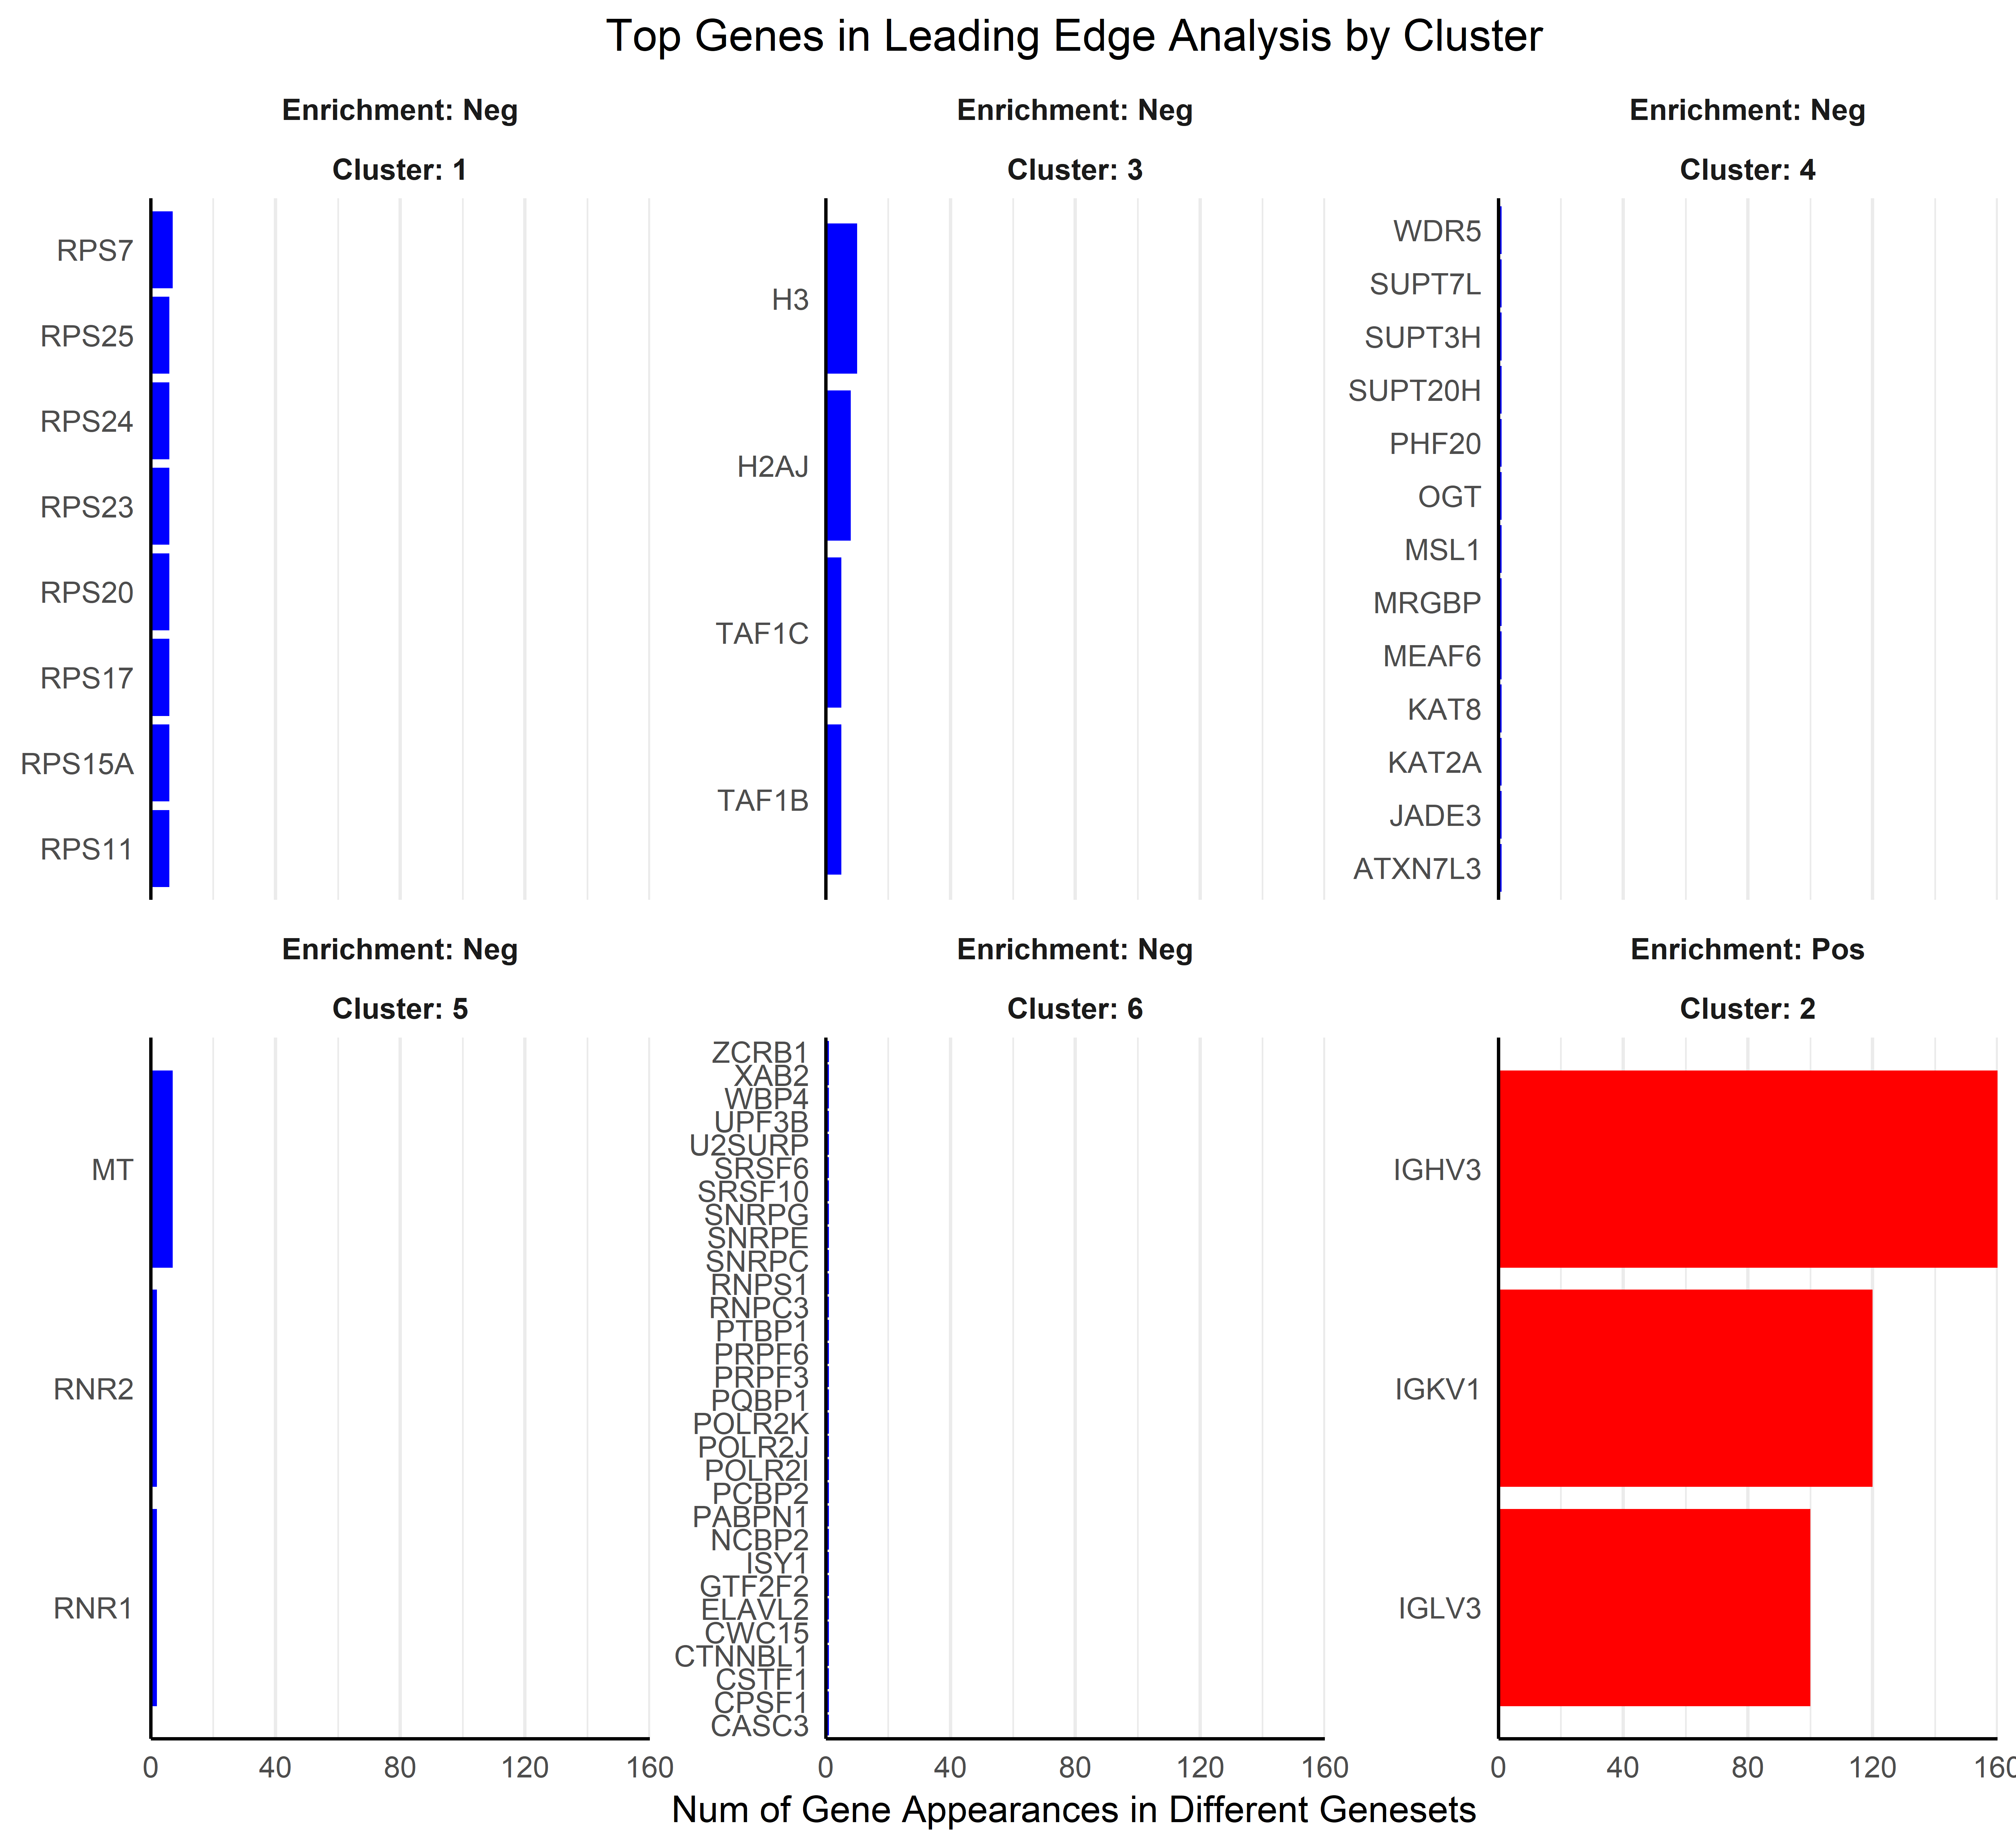 Top Genes in Leading Edge Analysis by Cluster
Enrichment: Neg
Cluster: 1
RPS7
RPS25
RPS24
RPS23
RPS20
RPS17
RPS15A
RPS11
Enrichment: Neg
Cluster: 3
H3
H2AJ
TAF1C
TAF1B
Enrichment: Neg
Cluster: 4
WDR5
SUPT7L
SUPT3H
SUPT20H
PHF20
OGT
MSL1
MRGBP
MEAF6
KAT8
KAT2A
JADE3
ATXN7L3
Enrichment: Neg
Cluster: 5
MT
RNR2
RNR1
0 40 80 120 160
Enrichment: Neg
Cluster: 6
ZCRB1
XAB2
WBP4
UPF3B
U2SURP
SRSF6
SRSF10
SNRPG
SNRPE
SNRPC
RNPS1
RNPC3
PTBP1
PRPF6
PRPF3
PQBP1
POLR2K
POLR2J
POLR2I
PCBP2
PABPN1
NCBP2
ISY1
GTF2F2
ELAVL2
CWC15
CTNNBL1
CSTF1
CPSF1
CASC3
0 40 80 120 160
Enrichment: Pos
Cluster: 2
IGHV3
IGKV1
IGLV3
0 40 80 120 160
Num of Gene Appearances in Different Genesets